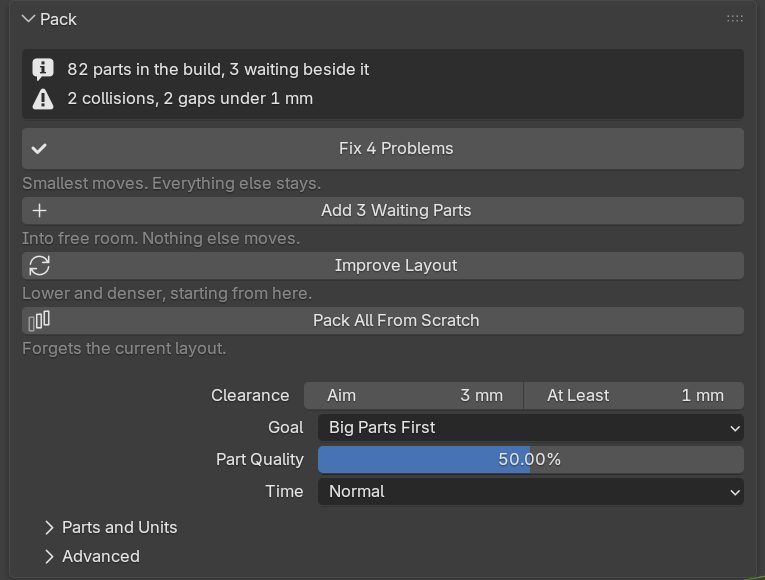 Pack
82 parts in the build, 3 waiting beside it
2 collisions, 2 gaps under 1 mm
Fix 4 Problems
Smallest moves. Everything else stays.
Add 3 Waiting Parts
Into free room. Nothing else moves.
Improve Layout
Lower and denser, starting from here.
Pack All From Scratch
Forgets the current layout.
Clearance Aim 3 mm At Least 1 mm
Goal Big Parts First
Part Quality 50.00%
Time Normal
Parts and Units
Advanced